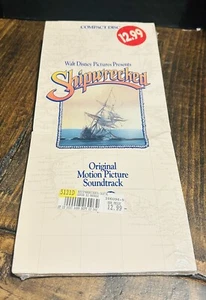 COMPACT DISC
12.99
Walt Disney Pictures Presents
Shipwrecked
Original
Motion Picture
Soundtrack
12.99